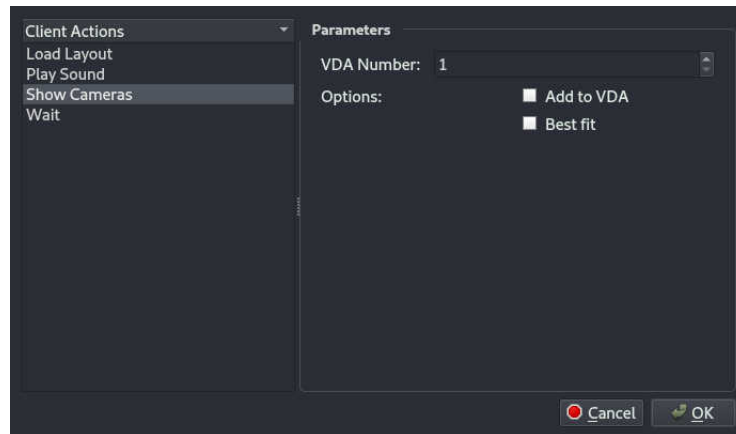 Client Actions
Load Layout
Play Sound
Show Cameras
Wait
Parameters
VDA Number: 1
Options: Add to VDA
Best fit
Cancel OK